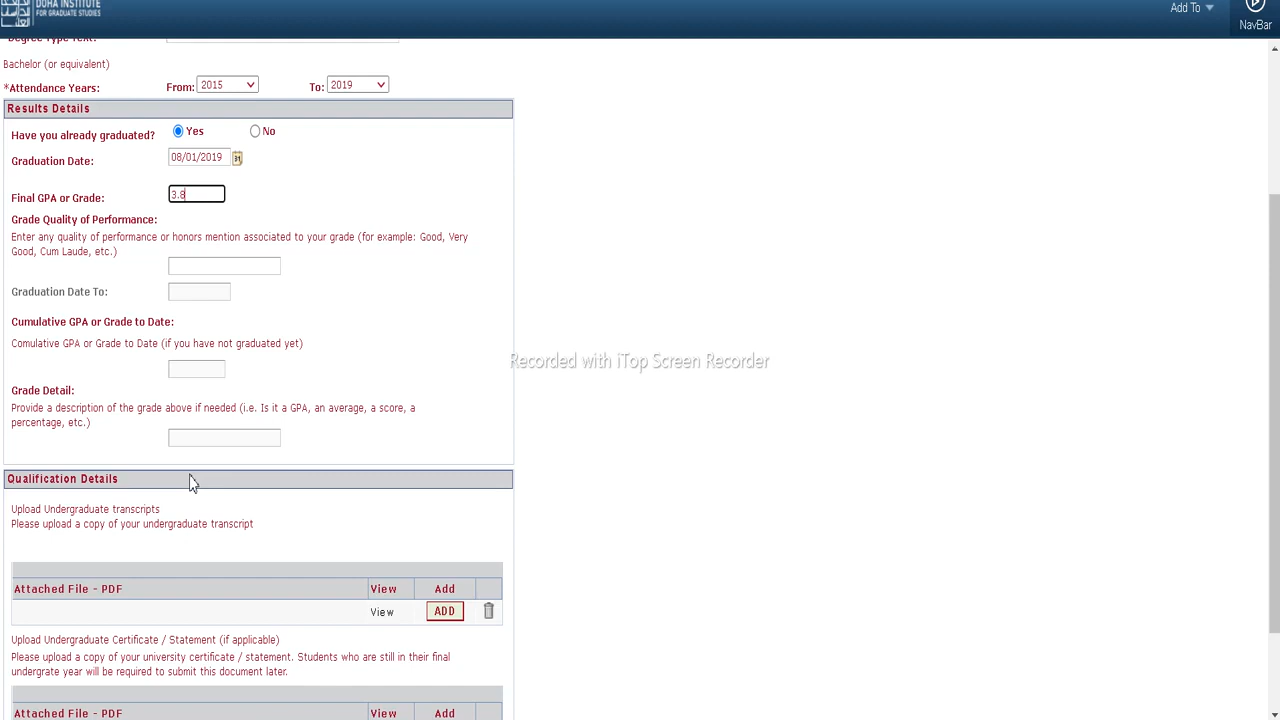 DOHA INSTITUTE
FOR GRADUATE STUDIES
Add To
NavBar
Degree Type Text:
Bachelor (or equivalent)
*Attendance Years: From: 2015 To: 2019
Results Details
Have you already graduated? Yes No
Graduation Date: 08/01/2019 31
Final GPA or Grade: 3.8
Grade Quality of Performance:
Enter any quality of performance or honors mention associated to your grade (for example: Good, Very
Good, Cum Laude, etc.)
Graduation Date To:
Cumulative GPA or Grade to Date:
Comulative GPA or Grade to Date (if you have not graduated yet)
Recorded with iTop Screen Recorder
Grade Detail:
Provide a description of the grade above if needed (i.e. Is it a GPA, an average, a score, a
percentage, etc.)
Qualification Details
Upload Undergraduate transcripts
Please upload a copy of your undergraduate transcript
Attached File - PDF View Add
View ADD
Upload Undergraduate Certificate / Statement (if applicable)
Please upload a copy of your university certificate / statement. Students who are still in their final
undergrate year will be required to submit this document later.
Attached File - PDF View Add